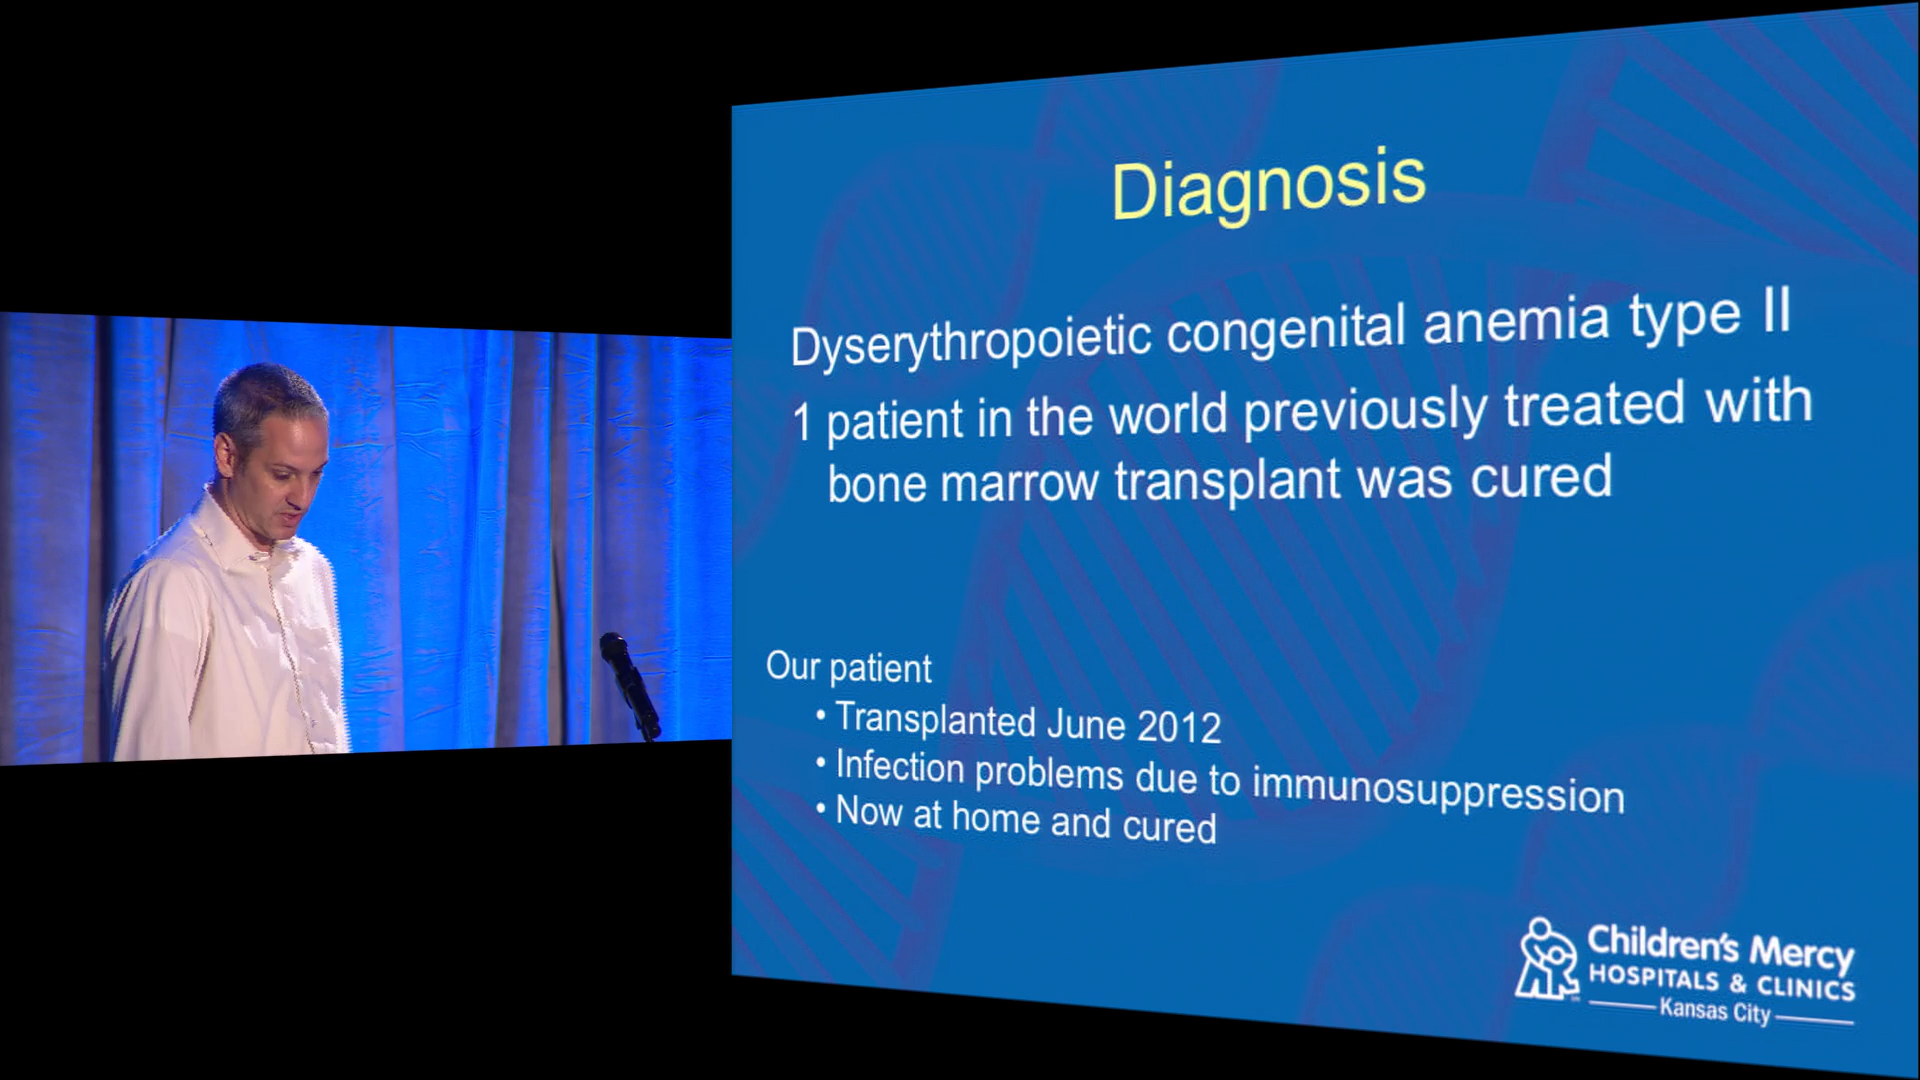 Diagnosis
Dyserythropoietic congenital anemia type II
1 patient in the world previously treated with
bone marrow transplant was cured
Our patient
• Transplanted June 2012
• Infection problems due to immunosuppression
• Now at home and cured
Children's Mercy
HOSPITALS & CLINICS
Kansas City